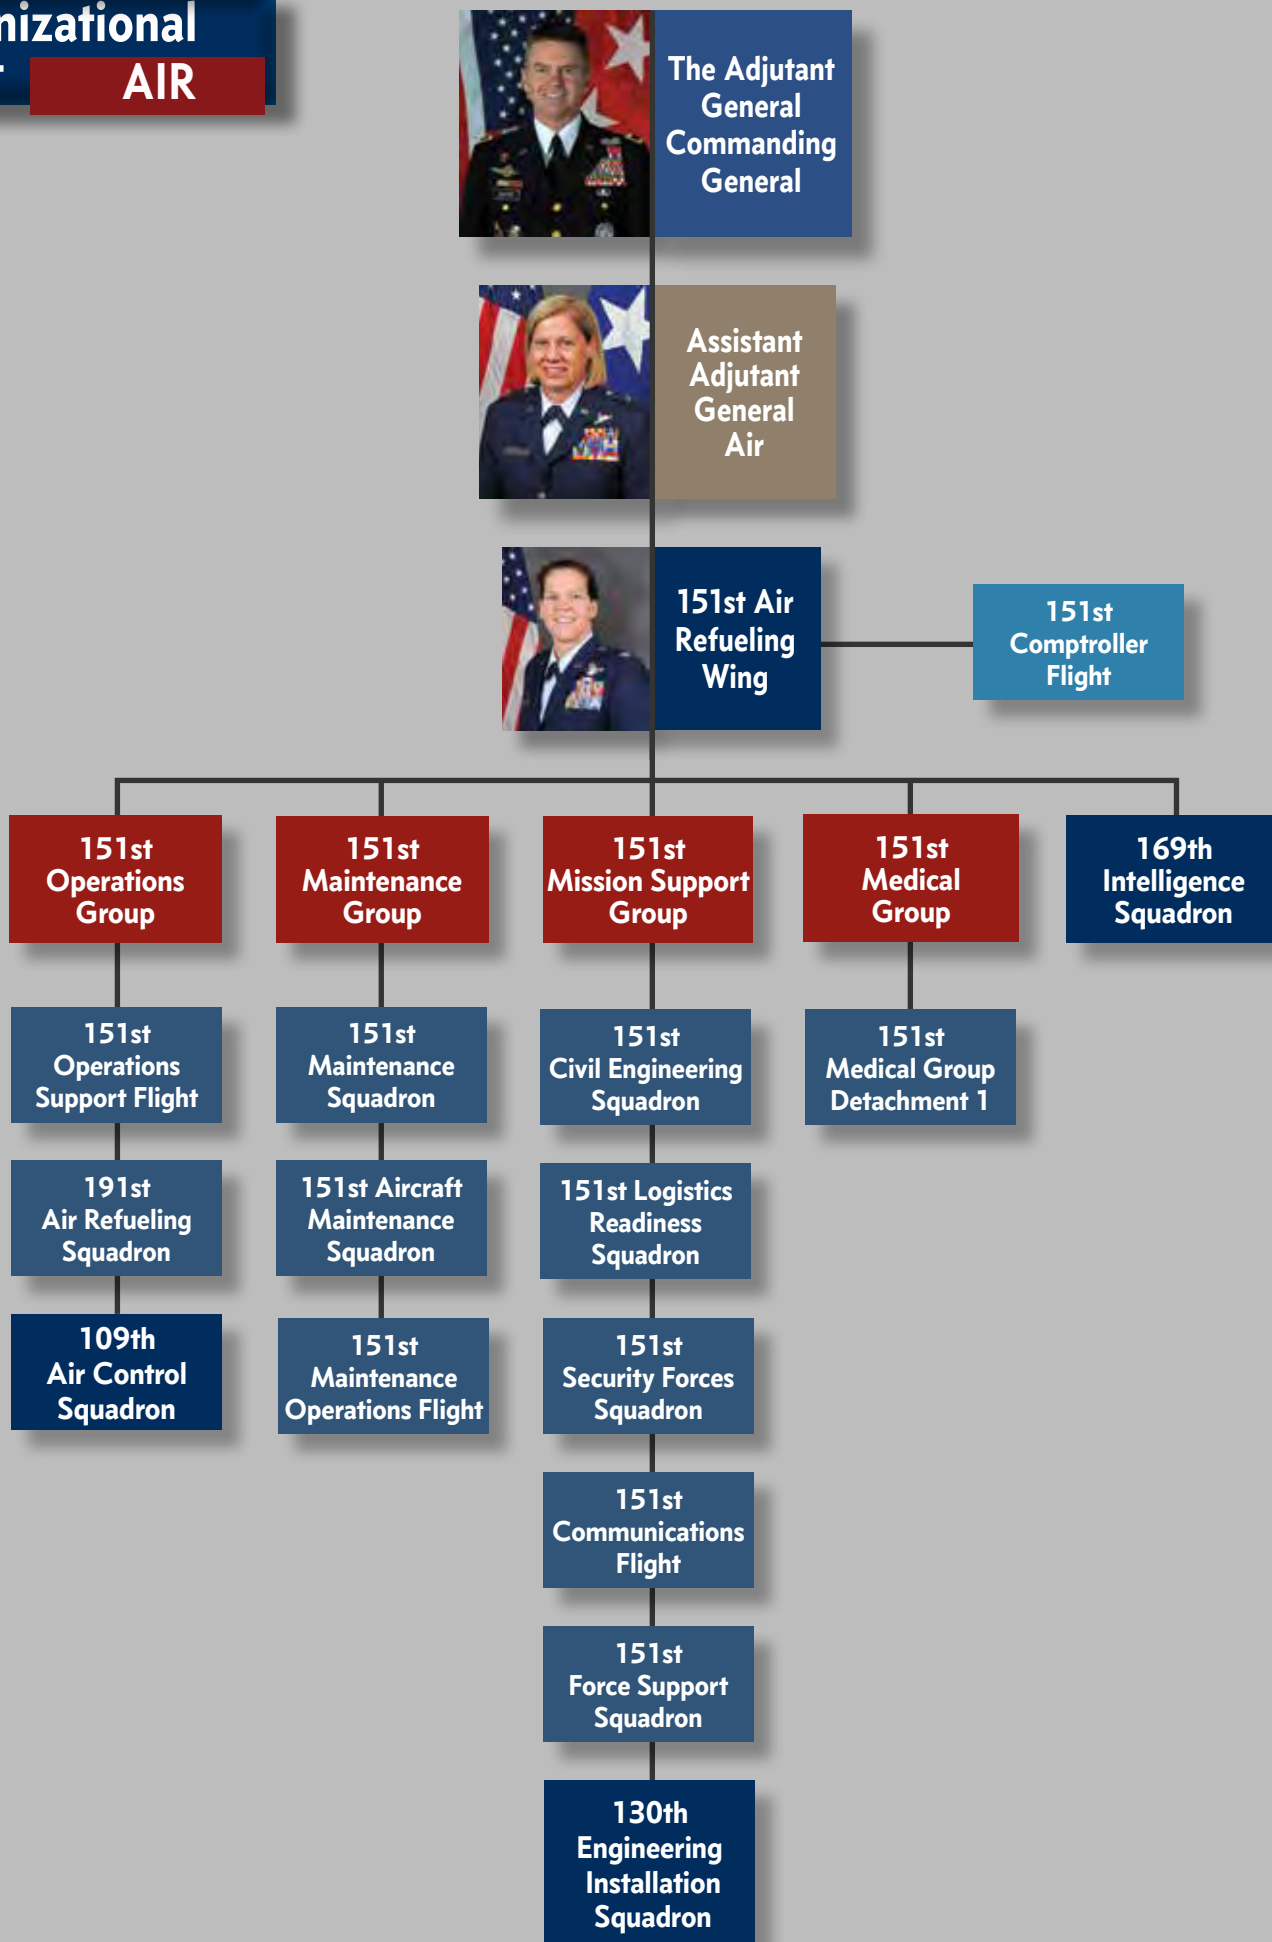 nizational
AIR
The Adjutant
General
Commanding
General
Assistant
Adjutant
General
Air
151st Air
Refueling
Wing
151st
Comptroller
Flight
151st
Operations
Group
151st
Maintenance
Group
151st
Mission Support
Group
151st
Medical
Group
169th
Intelligence
Squadron
151st
Operations
Support Flight
191st
Air Refueling
Squadron
109th
Air Control
Squadron
151st
Maintenance
Squadron
151st Aircraft
Maintenance
Squadron
151st
Maintenance
Operations Flight
151st
Civil Engineering
Squadron
151st Logistics
Readiness
Squadron
151st
Security Forces
Squadron
151st
Communications
Flight
151st
Force Support
Squadron
130th
Engineering
Installation
Squadron
151st
Medical Group
Detachment 1